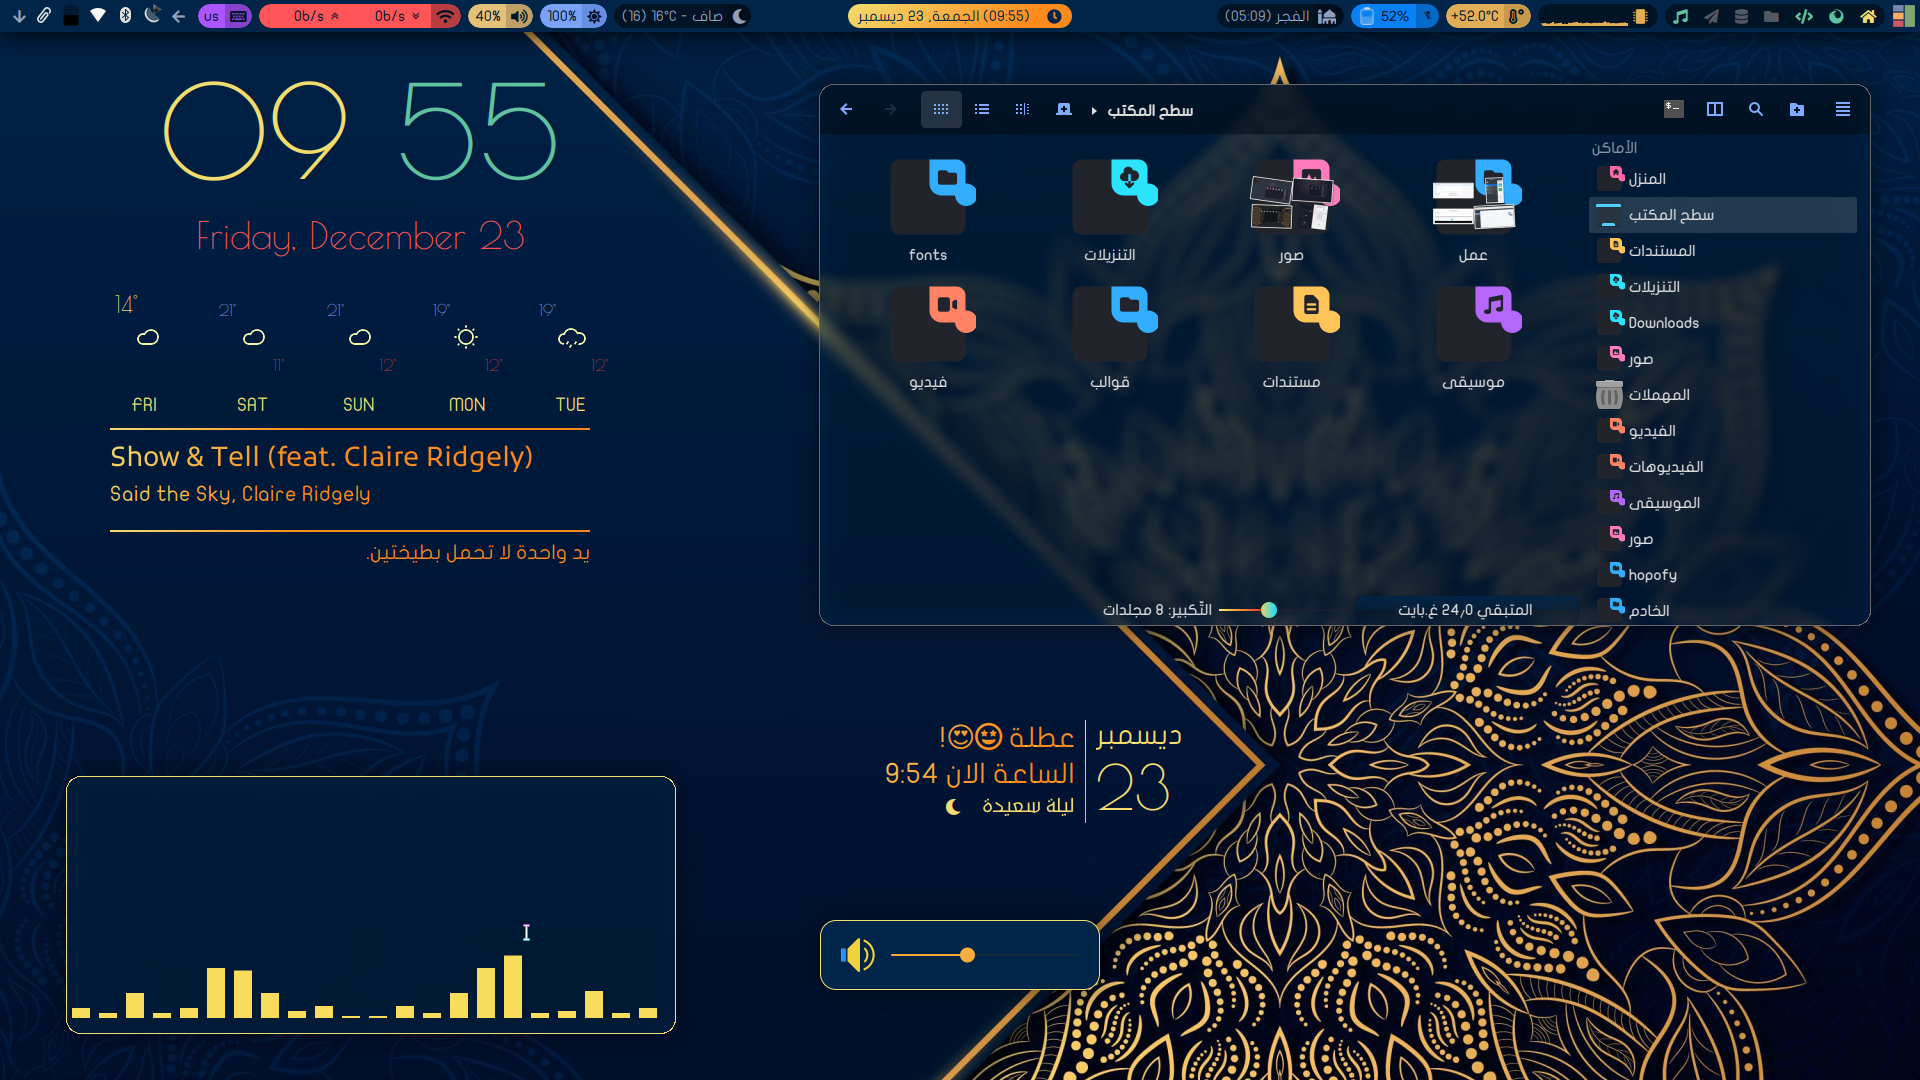 us
0b/s
0b/s
40%
100%
صاف - 16°C (16)
(09:55) الجمعة, 23 ديسمبر
الفجر (05:09)
52%
+52.0°C
09 55
Friday, December 23
14°
21°
21°
19°
19°
11°
12°
12°
12°
FRI
SAT
SUN
MON
TUE
Show & Tell (feat. Claire Ridgely)
Said the Sky, Claire Ridgely
يد واحدة لا تحمل بطيختين.
سطح المكتب
$_
fonts
التنزيلات
صور
عمل
فيديو
قوالب
مستندات
موسيقى
الأماكن
المنزل
سطح المكتب
المستندات
التنزيلات
Downloads
صور
المهملات
الفيديو
الفيديوهات
الموسيقى
صور
hopofy
الخادم
التّكبير: 8 مجلدات
المتبقي 24٫0 غ.بايت
عطلة 🤩😍!
الساعة الان 9:54
ليلة سعيدة
ديسمبر
23